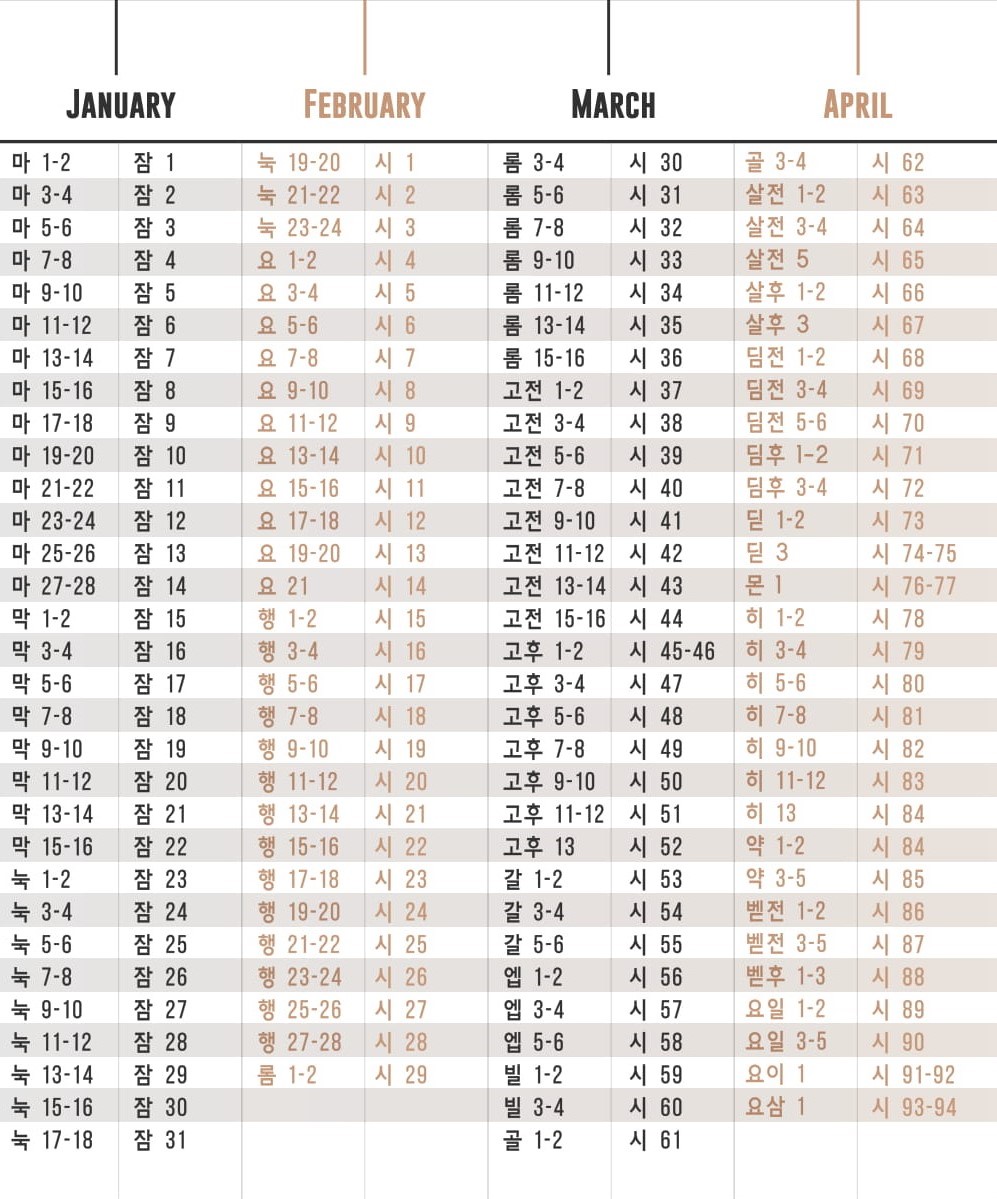 JANUARY FEBRUARY MARCH APRIL
마 1-2 잠 1 눅 19-20 시 1 롬 3-4 시 30 골 3-4 시 62
마 3-4 잠 2 눅 21-22 시 2 롬 5-6 시 31 살전 1-2 시 63
마 5-6 잠 3 눅 23-24 시 3 롬 7-8 시 32 살전 3-4 시 64
마 7-8 잠 4 요 1-2 시 4 롬 9-10 시 33 살전 5 시 65
마 9-10 잠 5 요 3-4 시 5 롬 11-12 시 34 살후 1-2 시 66
마 11-12 잠 6 요 5-6 시 6 롬 13-14 시 35 살후 3 시 67
마 13-14 잠 7 요 7-8 시 7 롬 15-16 시 36 딤전 1-2 시 68
마 15-16 잠 8 요 9-10 시 8 고전 1-2 시 37 딤전 3-4 시 69
마 17-18 잠 9 요 11-12 시 9 고전 3-4 시 38 딤전 5-6 시 70
마 19-20 잠 10 요 13-14 시 10 고전 5-6 시 39 딤후 1-2 시 71
마 21-22 잠 11 요 15-16 시 11 고전 7-8 시 40 딤후 3-4 시 72
마 23-24 잠 12 요 17-18 시 12 고전 9-10 시 41 딛 1-2 시 73
마 25-26 잠 13 요 19-20 시 13 고전 11-12 시 42 딛 3 시 74-75
마 27-28 잠 14 요 21 시 14 고전 13-14 시 43 몬 1 시 76-77
막 1-2 잠 15 행 1-2 시 15 고전 15-16 시 44 히 1-2 시 78
막 3-4 잠 16 행 3-4 시 16 고후 1-2 시 45-46 히 3-4 시 79
막 5-6 잠 17 행 5-6 시 17 고후 3-4 시 47 히 5-6 시 80
막 7-8 잠 18 행 7-8 시 18 고후 5-6 시 48 히 7-8 시 81
막 9-10 잠 19 행 9-10 시 19 고후 7-8 시 49 히 9-10 시 82
막 11-12 잠 20 행 11-12 시 20 고후 9-10 시 50 히 11-12 시 83
막 13-14 잠 21 행 13-14 시 21 고후 11-12 시 51 히 13 시 84
막 15-16 잠 22 행 15-16 시 22 고후 13 시 52 약 1-2 시 84
눅 1-2 잠 23 행 17-18 시 23 갈 1-2 시 53 약 3-5 시 85
눅 3-4 잠 24 행 19-20 시 24 갈 3-4 시 54 벧전 1-2 시 86
눅 5-6 잠 25 행 21-22 시 25 갈 5-6 시 55 벧전 3-5 시 87
눅 7-8 잠 26 행 23-24 시 26 엡 1-2 시 56 벧후 1-3 시 88
눅 9-10 잠 27 행 25-26 시 27 엡 3-4 시 57 요일 1-2 시 89
눅 11-12 잠 28 행 27-28 시 28 엡 5-6 시 58 요일 3-5 시 90
눅 13-14 잠 29 롬 1-2 시 29 빌 1-2 시 59 요이 1 시 91-92
눅 15-16 잠 30 빌 3-4 시 60 요삼 1 시 93-94
눅 17-18 잠 31 골 1-2 시 61